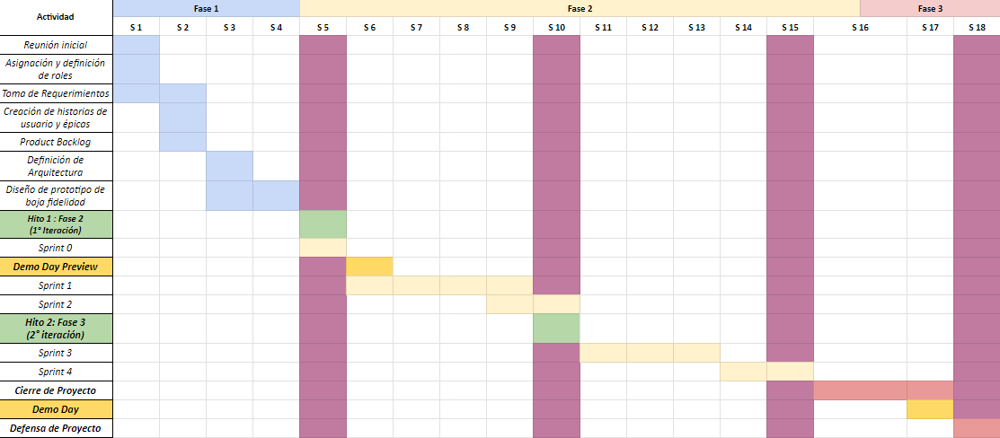 Actividad
Fase 1
Fase 2
Fase 3
S 1
S 2
S 3
S 4
S 5
S 6
S 7
S 8
S 9
S 10
S 11
S 12
S 13
S 14
S 15
S 16
S 17
S 18
Reunión inicial
Asignación y definición
de roles
Toma de Requerimientos
Creación de historias de
usuario y épicas
Product Backlog
Definición de
Arquitectura
Diseño de prototipo de
baja fidelidad
Hito 1 : Fase 2
(1º Iteración)
Sprint 0
Demo Day Preview
Sprint 1
Sprint 2
Hito 2: Fase 3
(2° iteración)
Sprint 3
Sprint 4
Cierre de Proyecto
Demo Day
Defensa de Proyecto